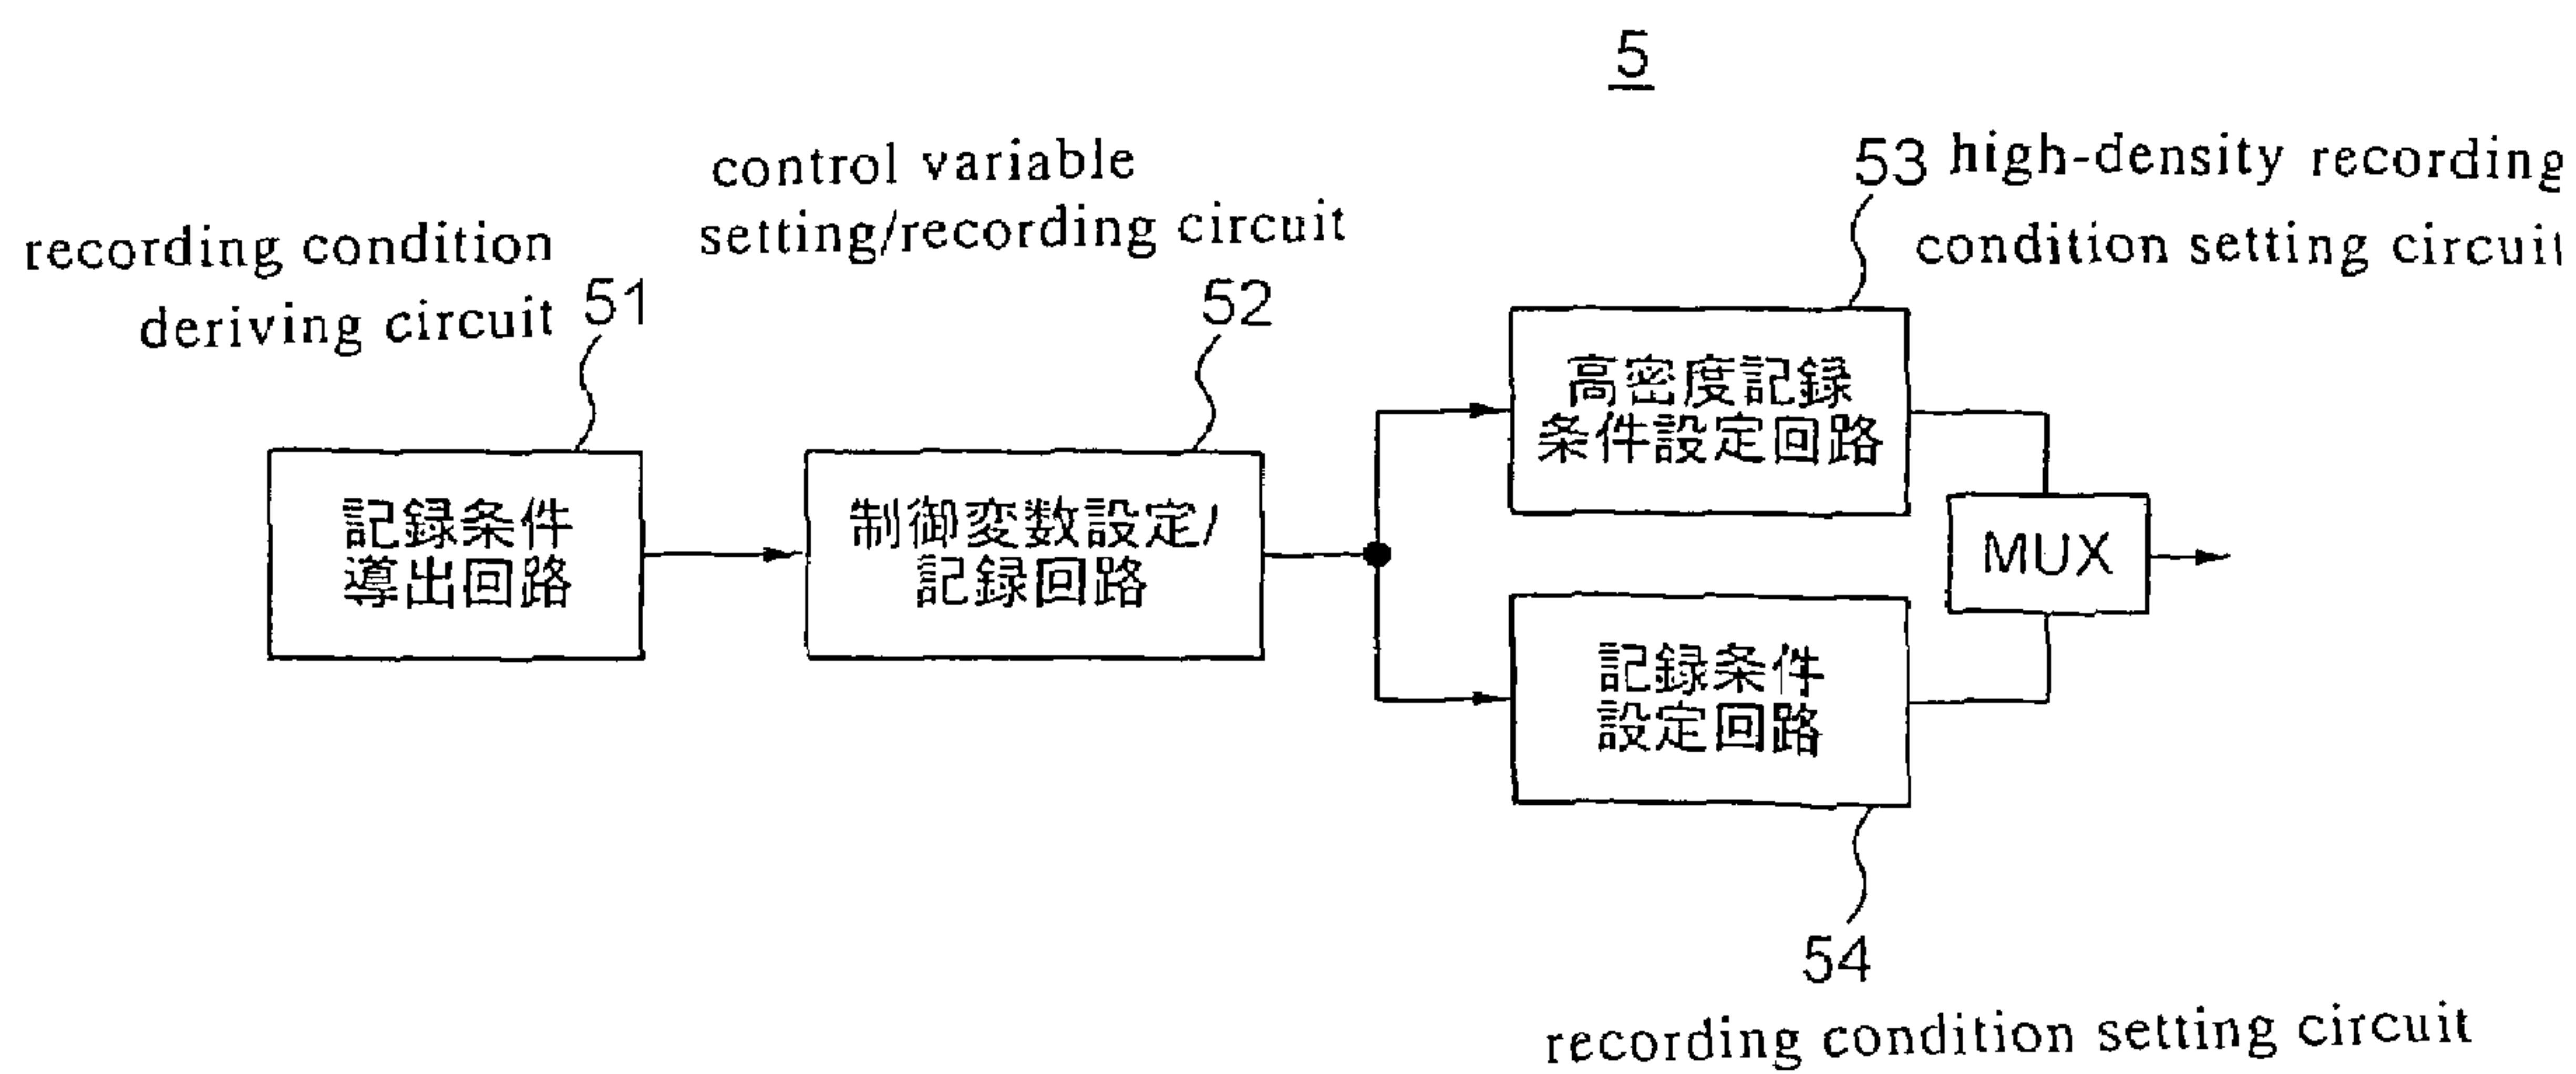 5
control variable
setting/recording circuit
53 high-density recording
condition setting circuit
recording condition
deriving circuit 51
52
高密度記録
条件設定回路
記録条件
導出回路
制御変数設定/
記録回路
MUX
記録条件
設定回路
54
recording condition setting circuit